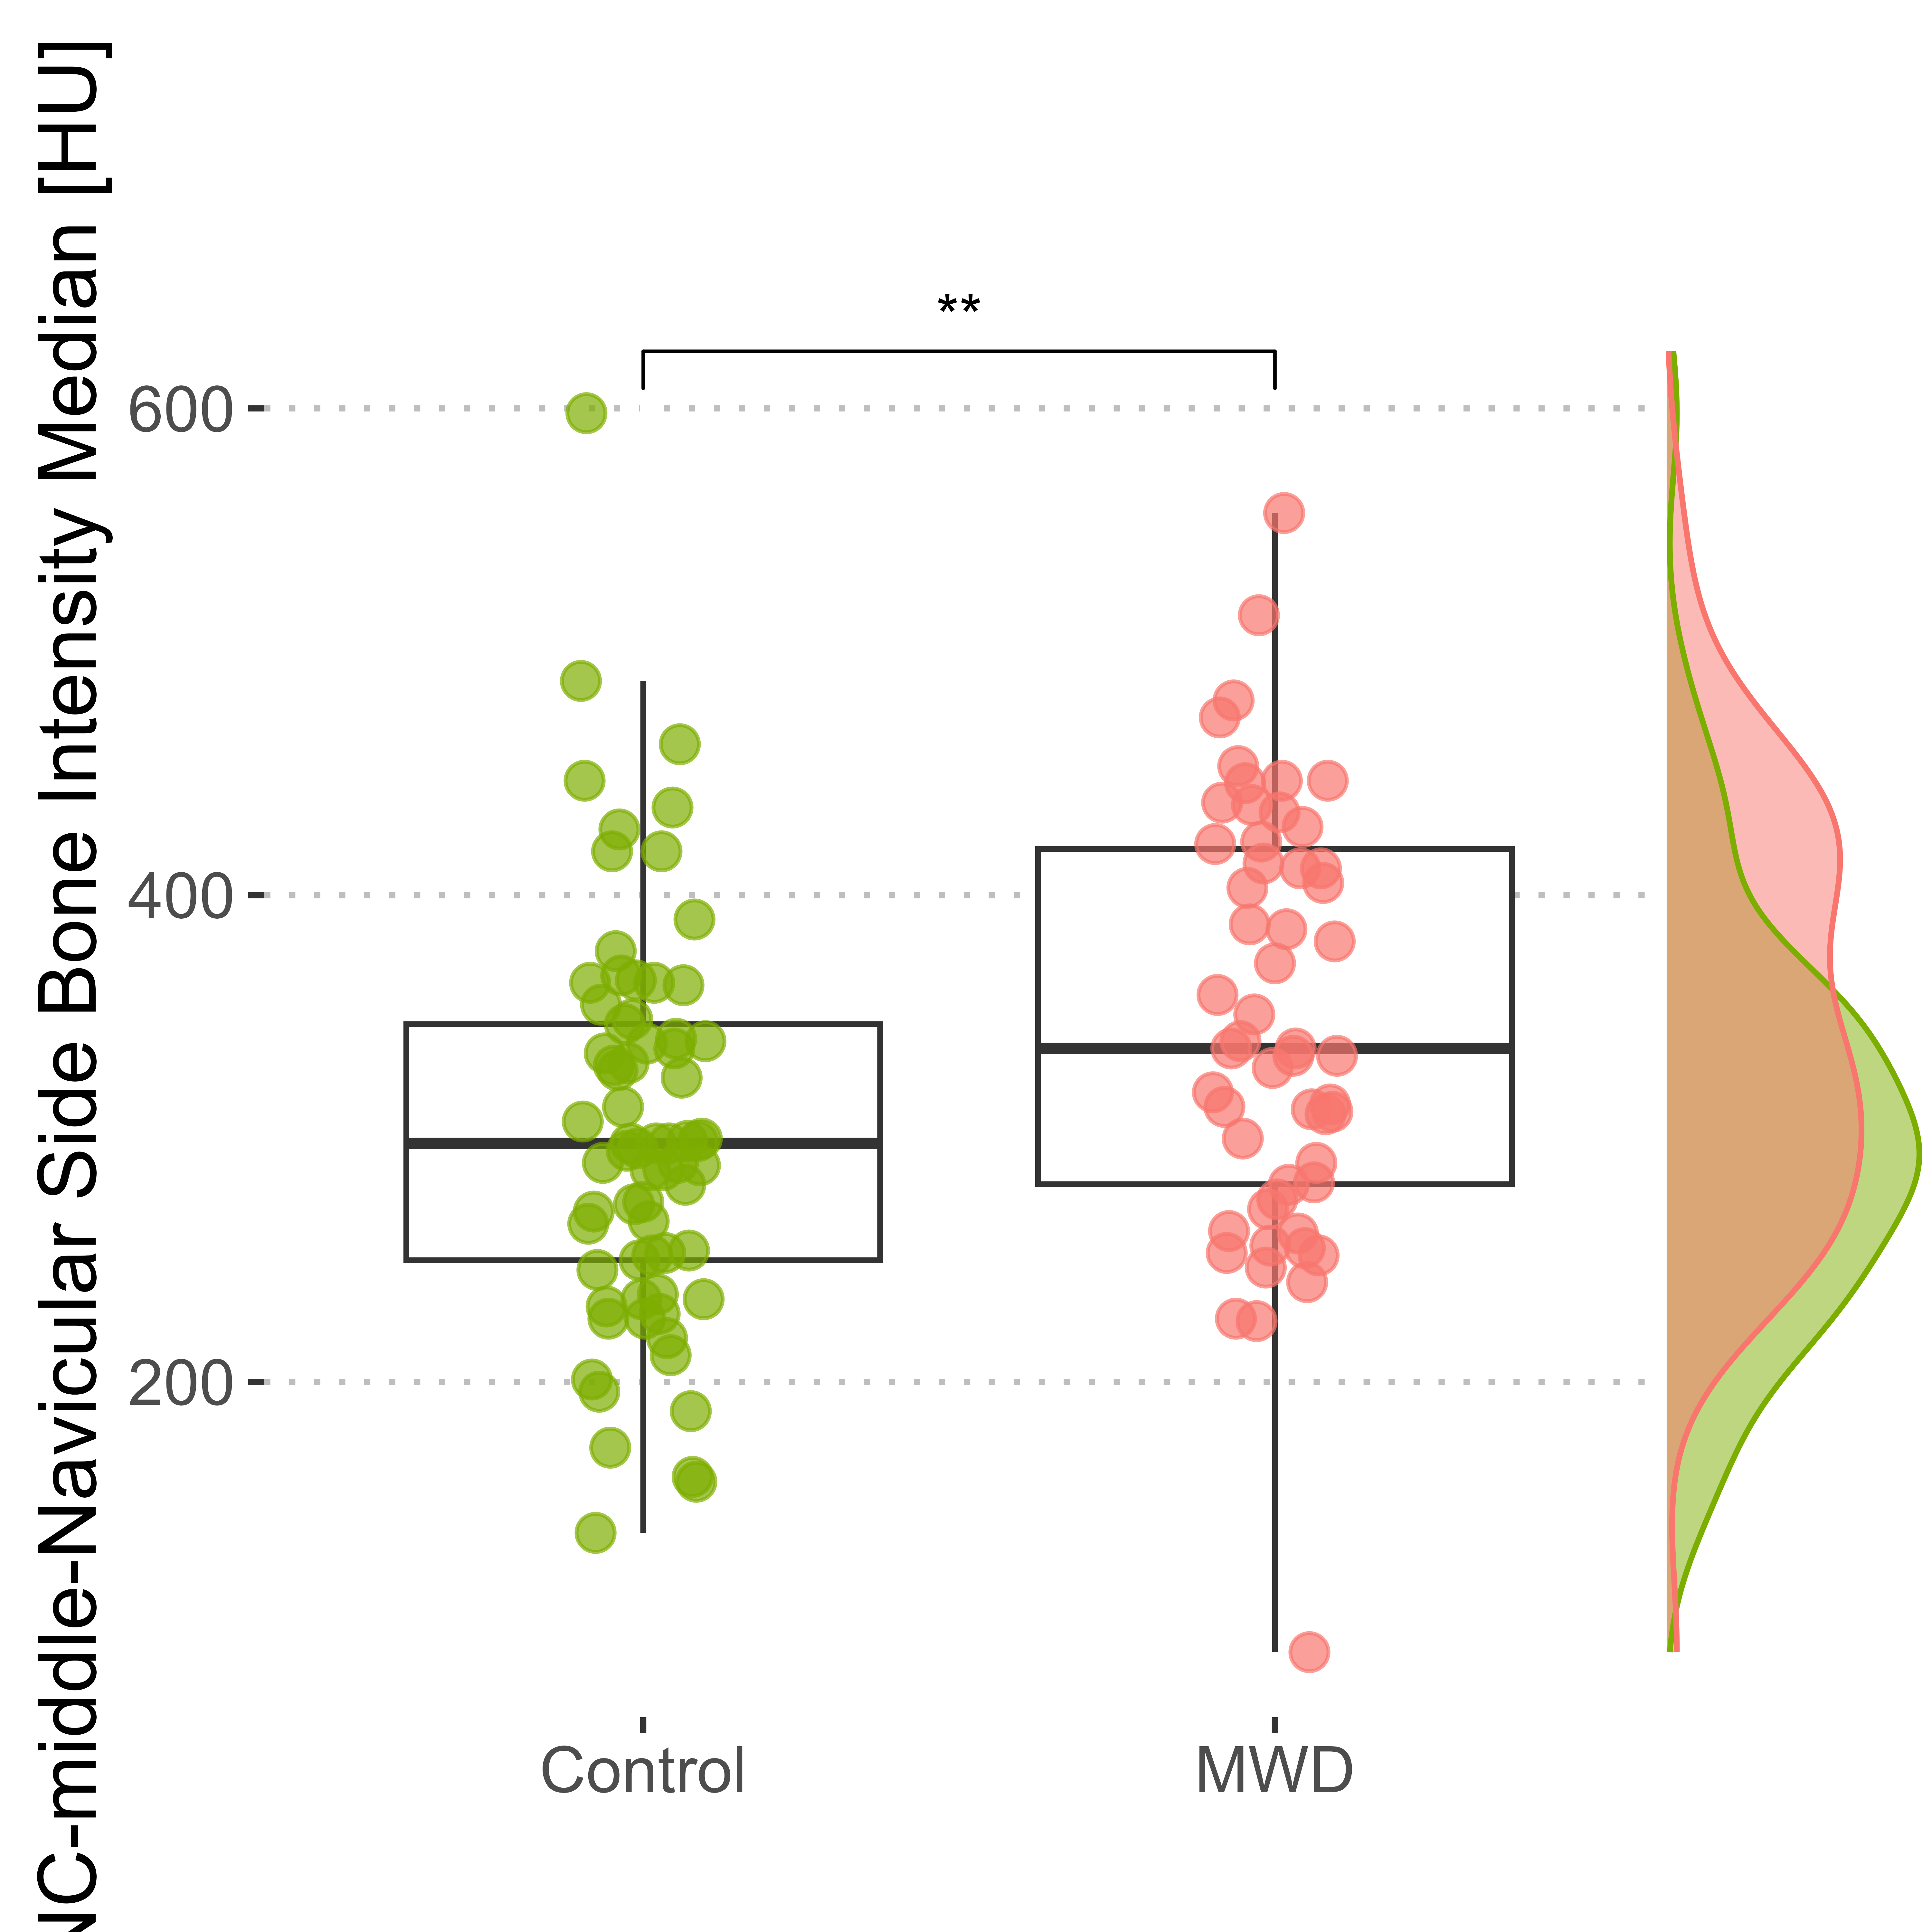 NC-middle-Navicular Side Bone Intensity Median [HU]
**
600
400
200
Control
MWD